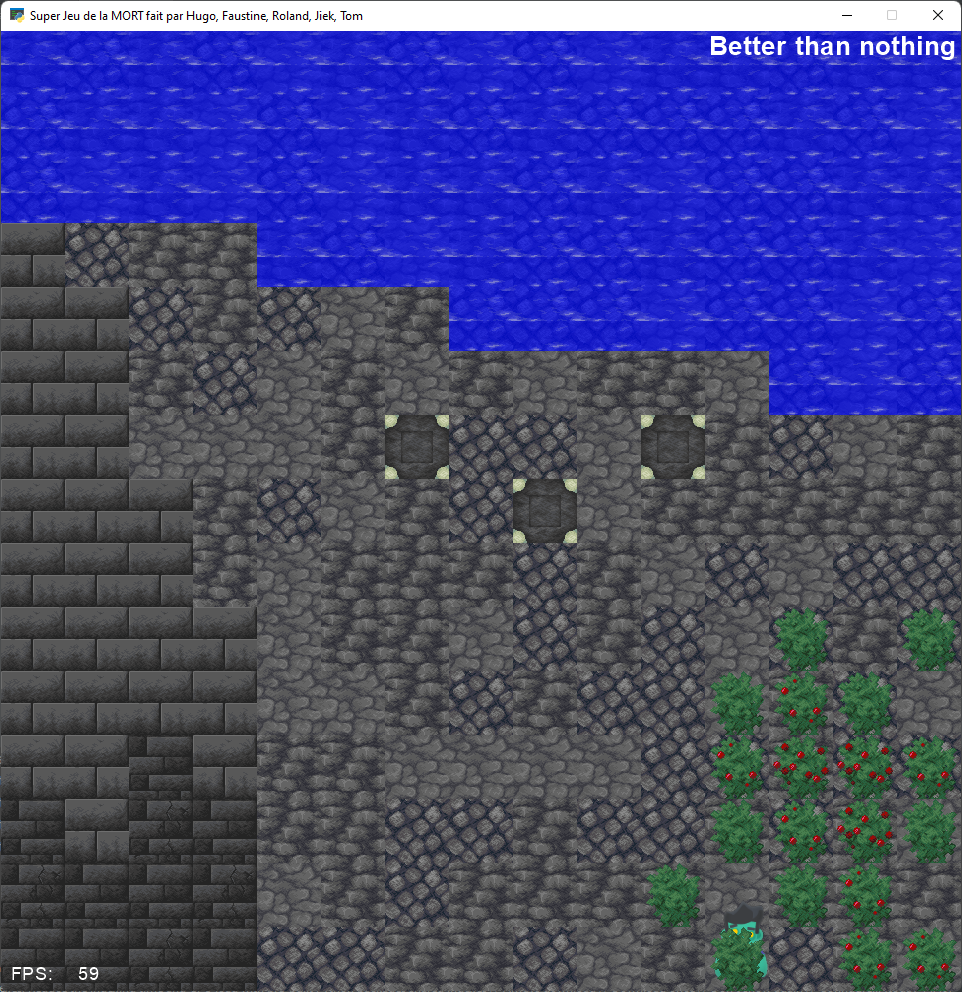 Super Jeu de la MORT fait par Hugo, Faustine, Roland, Jiek, Tom
Better than nothing
FPS: 59